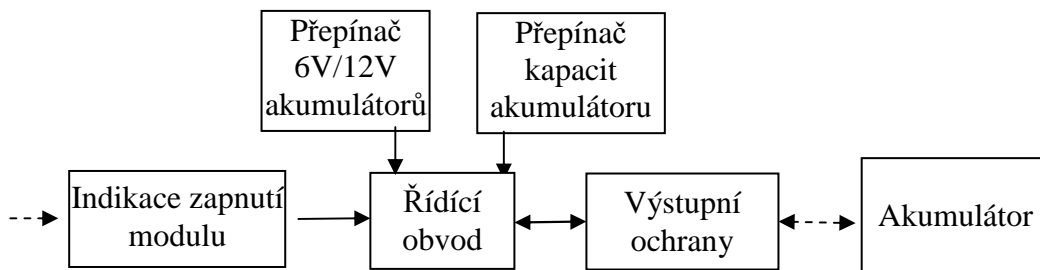 Přepínač
6V/12V
akumulátorů
Přepínač
kapacit
akumulátoru
Indikace zapnutí
modulu
Řídící
obvod
Výstupní
ochrany
Akumulátor